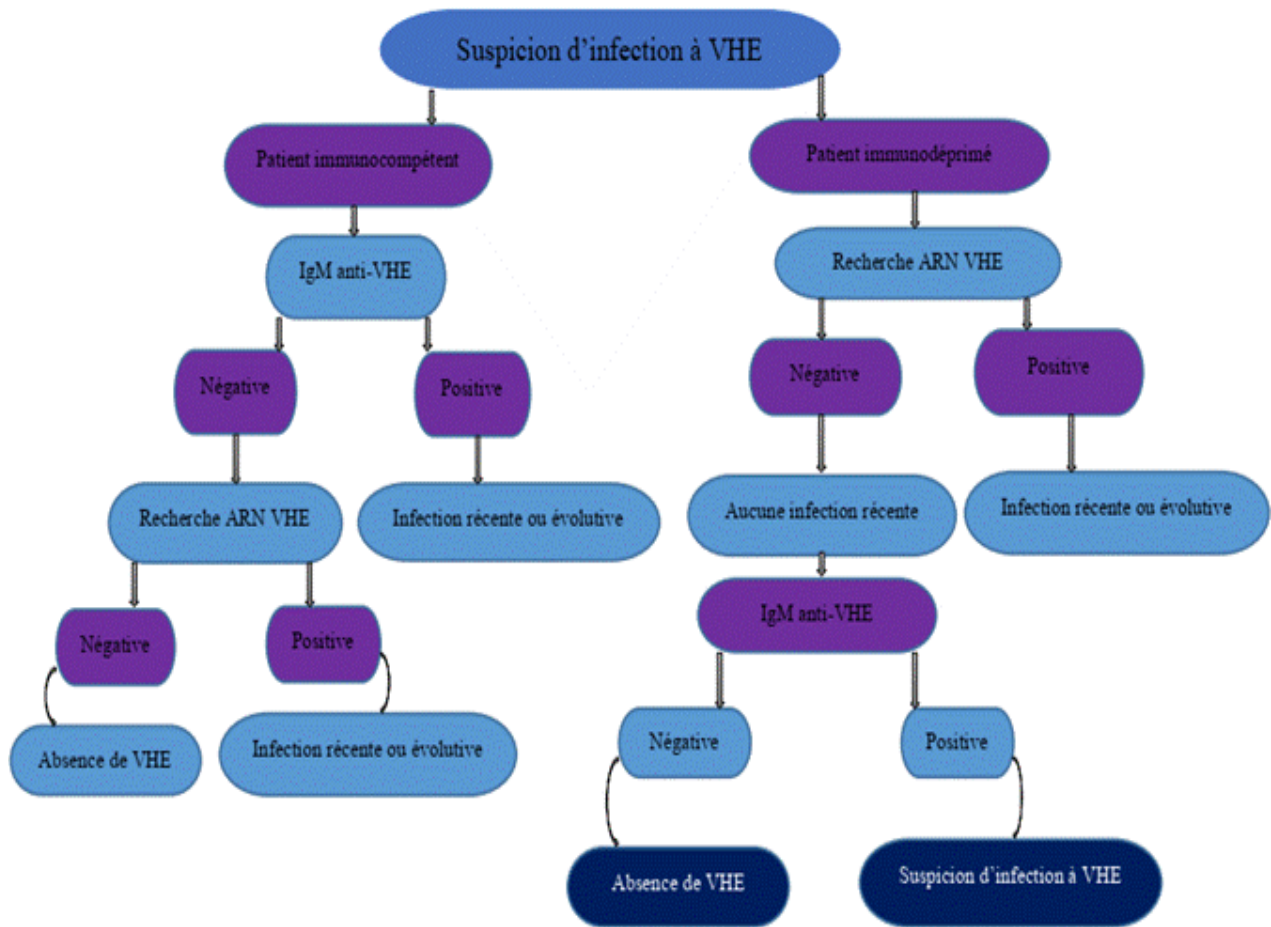 Suspicion d'infection à VHE
Patient immunocompétent
Patient immunodéprimé
IgM anti-VHE
Recherche ARN VHE
Négative
Positive
Négative
Positive
Recherche ARN VHE
Infection récente ou évolutive
Aucune infection récente
Infection récente ou évolutive
Négative
Positive
IgM anti-VHE
Absence de VHE
Infection récente ou évolutive
Négative
Positive
Absence de VHE
Suspicion d'infection à VHE